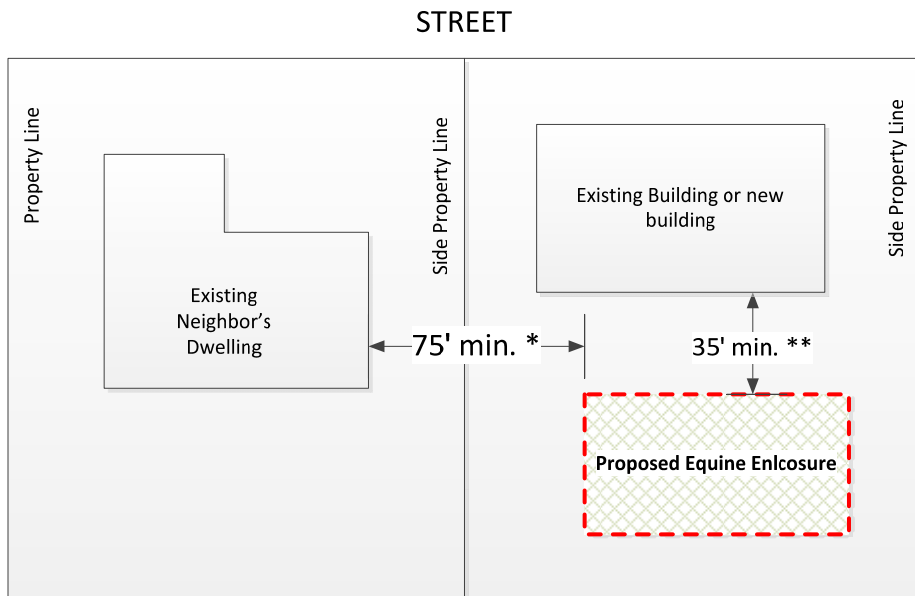 STREET
Property Line
Side Property Line
Side Property Line
Existing Building or new
building
Existing
Neighbor's
Dwelling
75' min. *
35' min. **
Proposed Equine Enlcosure